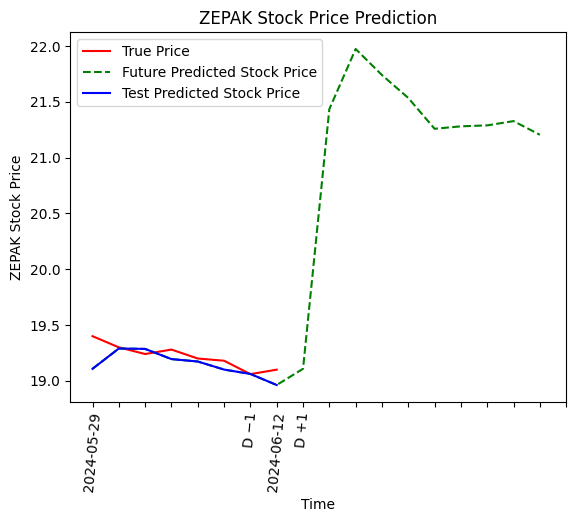 ZEPAK Stock Price Prediction
True Price
Future Predicted Stock Price
Test Predicted Stock Price
22.0
21.5
21.0
20.5
20.0
19.5
19.0
ZEPAK Stock Price
2024-05-29
D −1
2024-06-12
D +1
Time